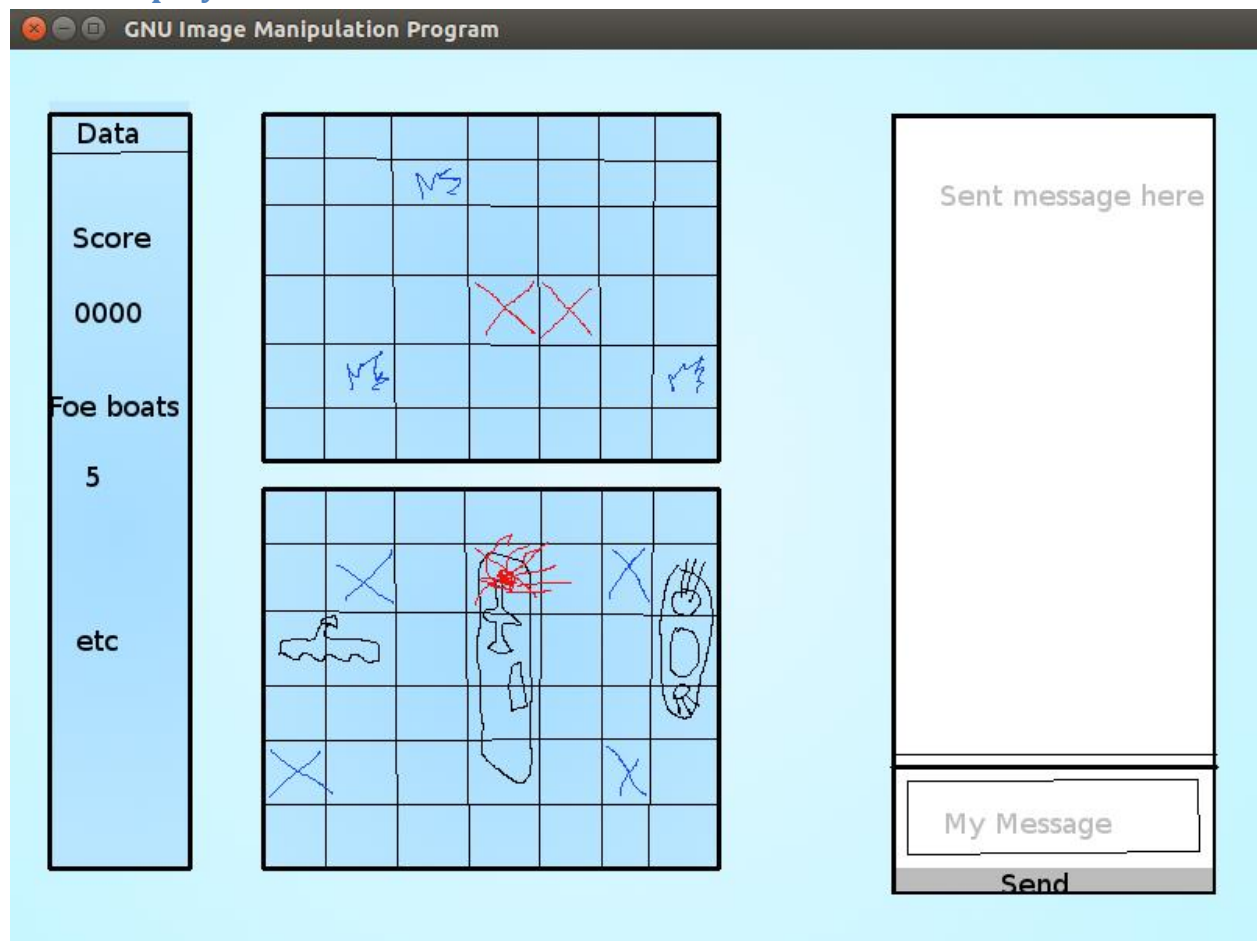 GNU Image Manipulation Program
Data
Score
0000
Foe boats
5
etc
Sent message here
My Message
Send